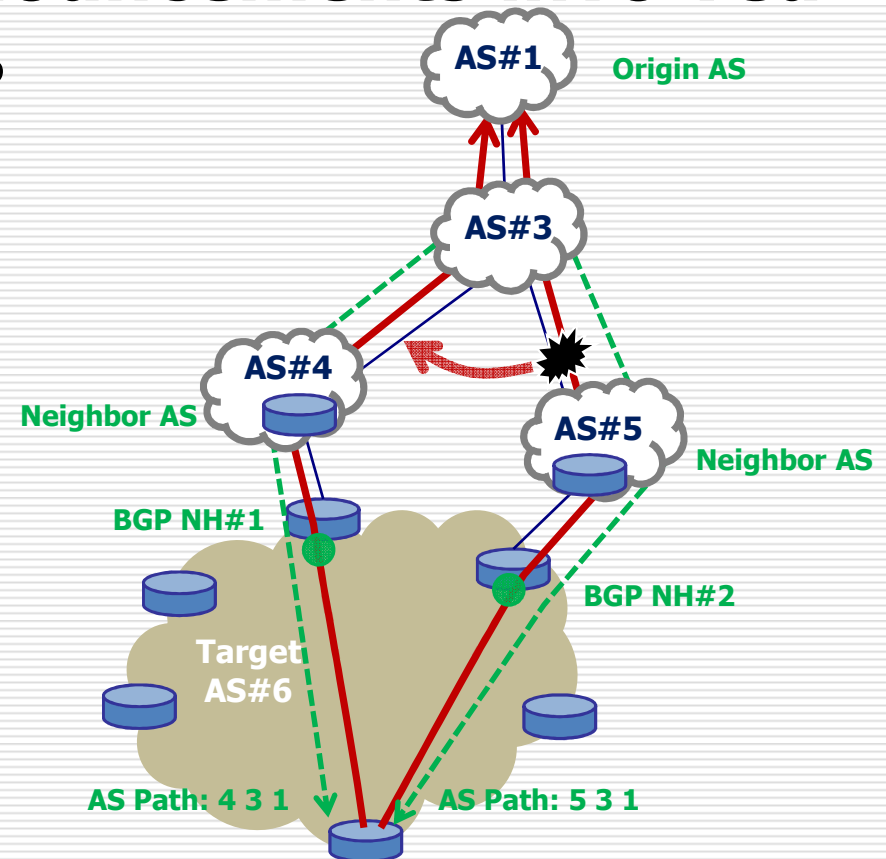 AS#1
Origin AS
AS#3
AS#4
Neighbor AS
AS#5
Neighbor AS
BGP NH#1
BGP NH#2
Target
AS#6
AS Path: 4 3 1
AS Path: 5 3 1